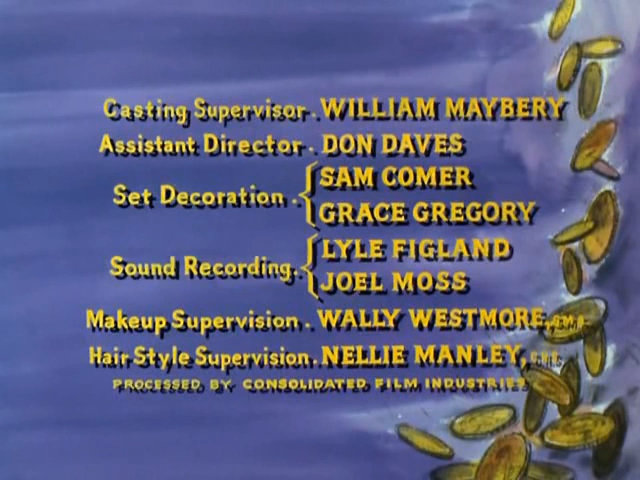 Casting Supervisor . WILLIAM MAYBERY
Assistant Director . DON DAVES
Set Decoration . { SAM COMER
GRACE GREGORY
Sound Recording . { LYLE FIGLAND
JOEL MOSS
Makeup Supervision . WALLY WESTMORE,
Hair Style Supervision . NELLIE MANLEY,
PROCESSED BY CONSOLIDATED FILM INDUSTRIES